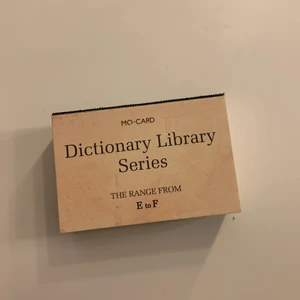 MO-CARD
Dictionary Library
Series
THE RANGE FROM
E to F